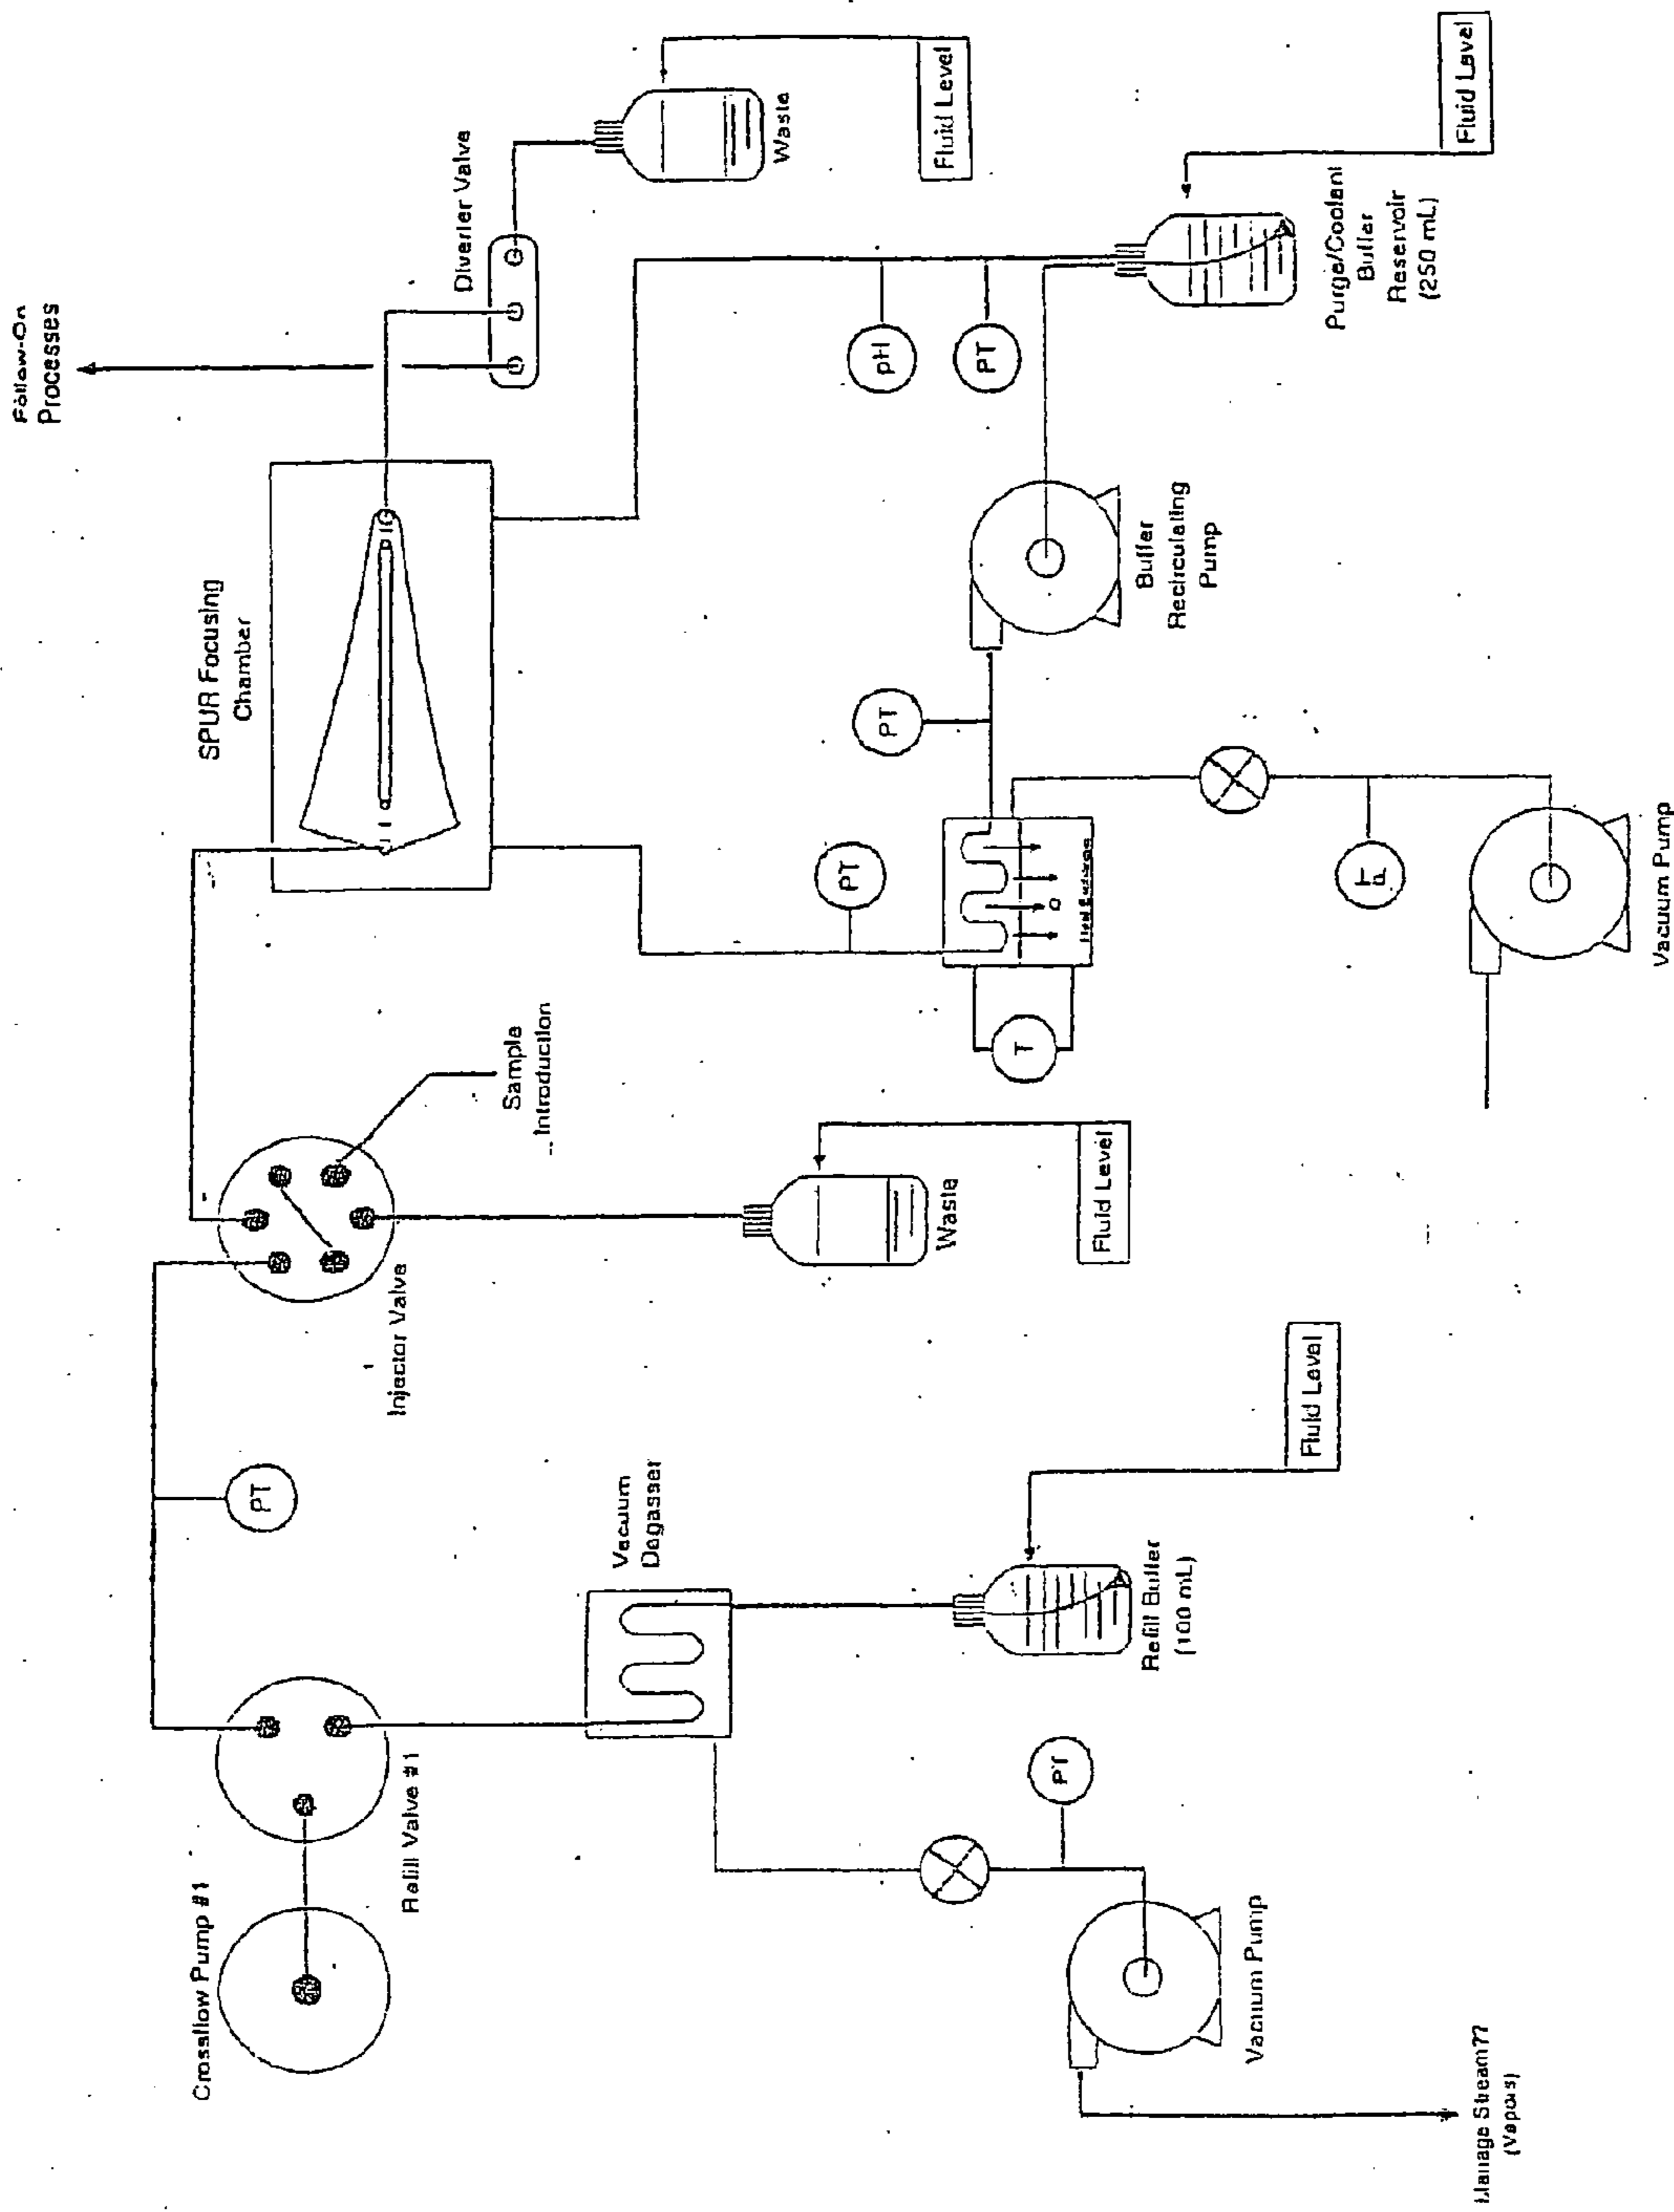 Follow-On
Processes
SPUR Focusing
Chamber
Diverter Valve
Waste
Fluid Level
Crossflow Pump #1
Refill Valve #1
PT
Injector Valve
Sample
Introduction
Waste
Fluid Level
pH
PT
Purge/Coolant
Buffer
Reservoir
(250 mL)
Fluid Level
Buffer
Recirculating
Pump
PT
PT
T
Vacuum Pump
Vacuum
Degasser
Refill Buffer
(100 mL)
Fluid Level
PT
Vacuum Pump
Manage Stream??
(Vapors)